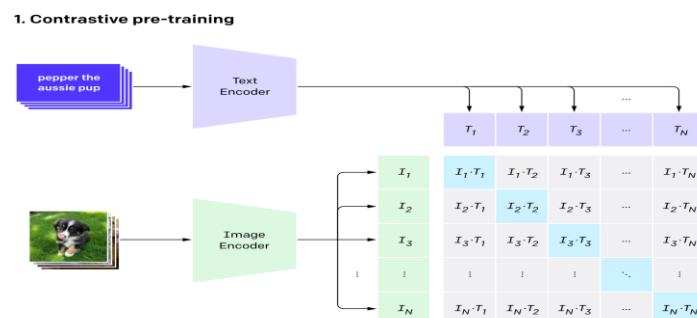 1. Contrastive pre-training
pepper the
aussie pup
Text
Encoder
...
T1 T2 T3 ... TN
I1 I1·T1 I1·T2 I1·T3 ... I1·TN
I2 I2·T1 I2·T2 I2·T3 ... I2·TN
Image
Encoder
I3 I3·T1 I3·T2 I3·T3 ... I3·TN
⋮ ⋮ ⋮ ⋮ ⋮ ⋱ ⋮
IN IN·T1 IN·T2 IN·T3 ... IN·TN